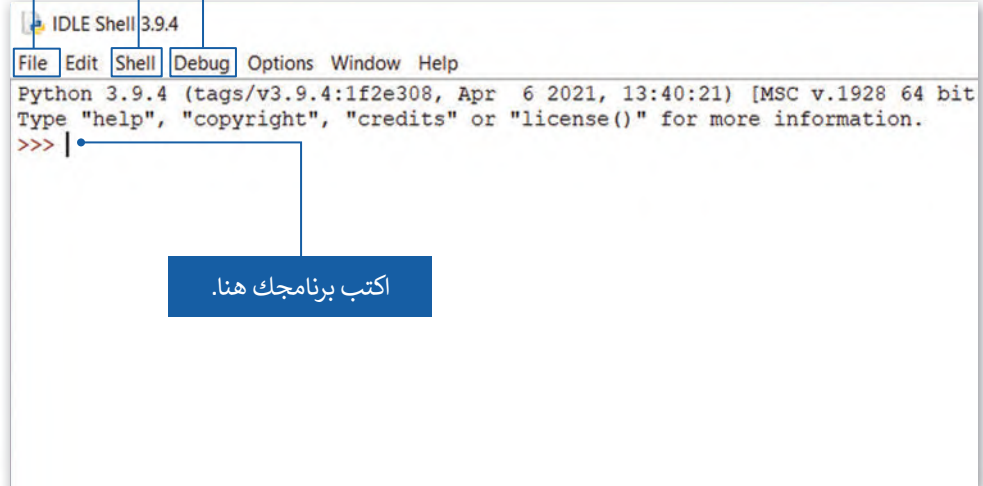 IDLE Shell 3.9.4
File Edit Shell Debug Options Window Help
Python 3.9.4 (tags/v3.9.4:1f2e308, Apr  6 2021, 13:40:21) [MSC v.1928 64 bit
Type "help", "copyright", "credits" or "license()" for more information.
>>>
اكتب برنامجك هنا.